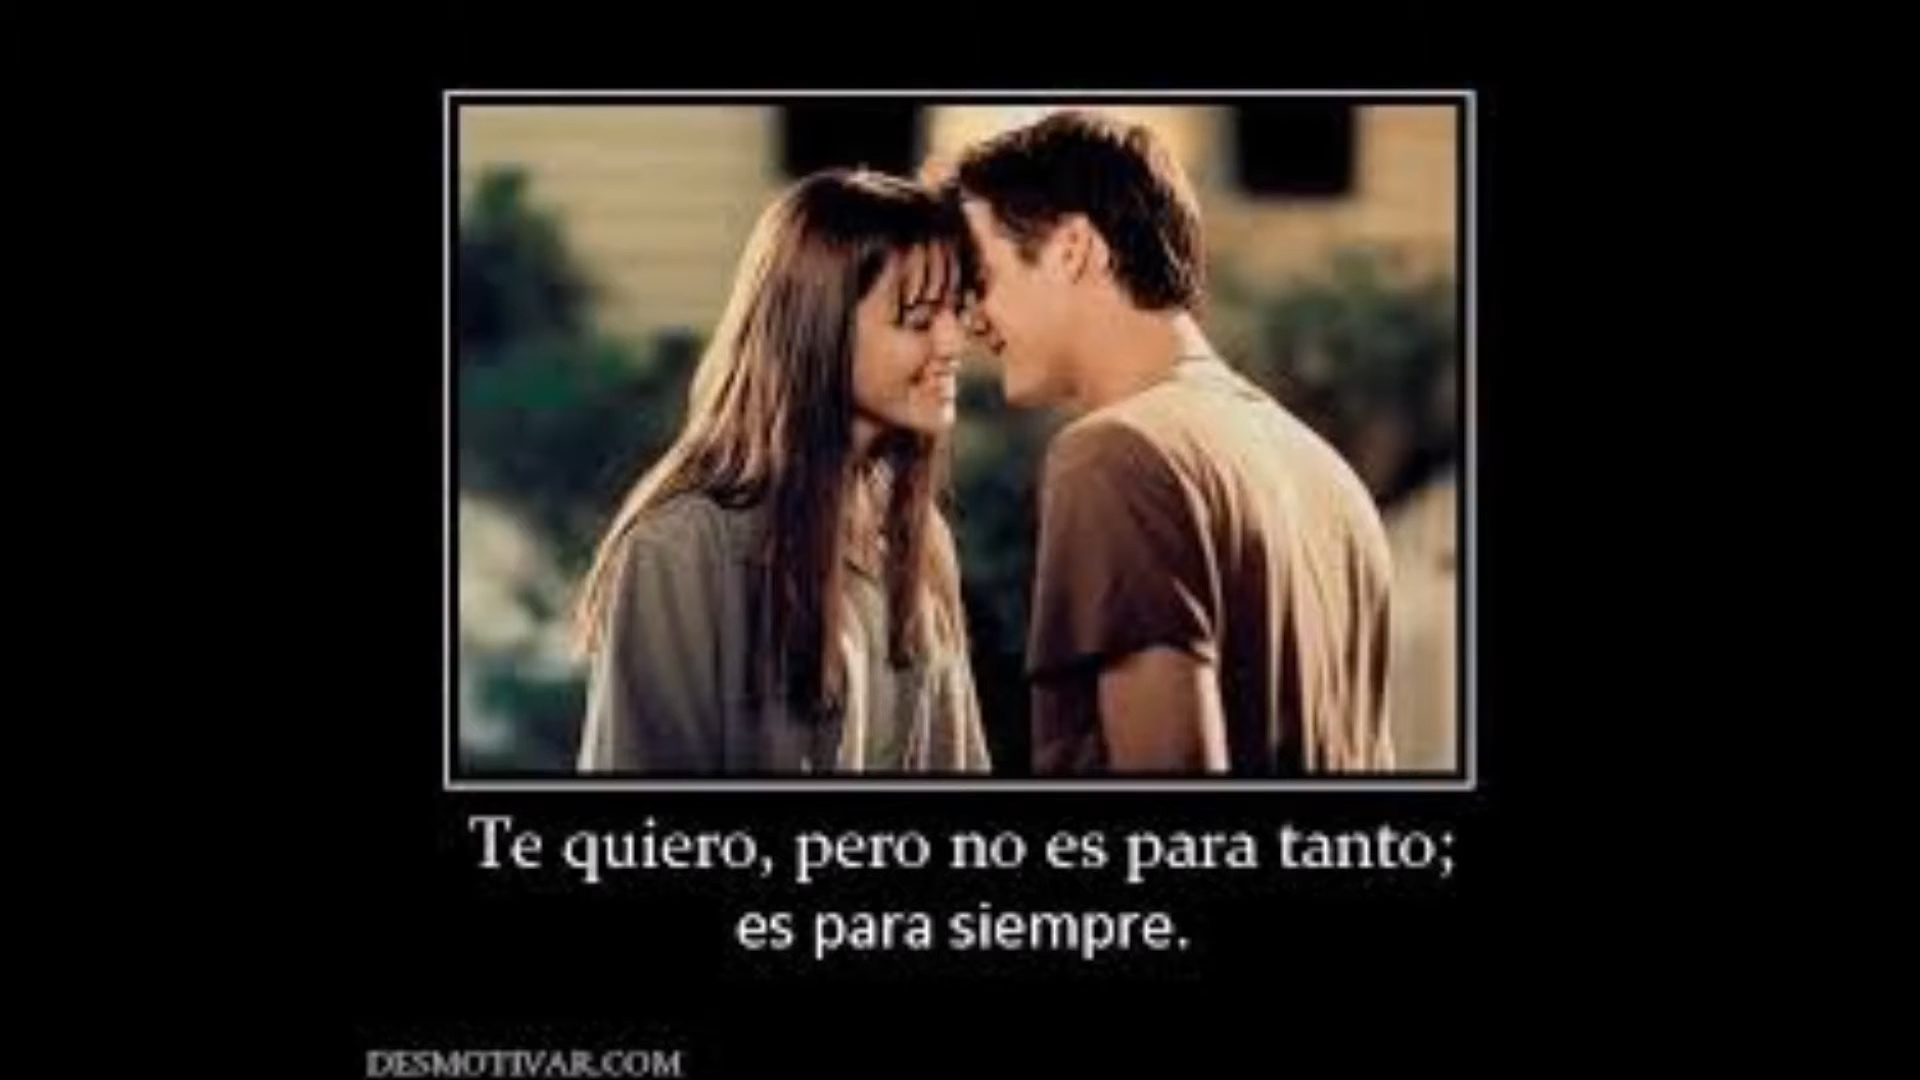 Te quiero, pero no es para tanto;
es para siempre.
DESMOTIVAR.COM